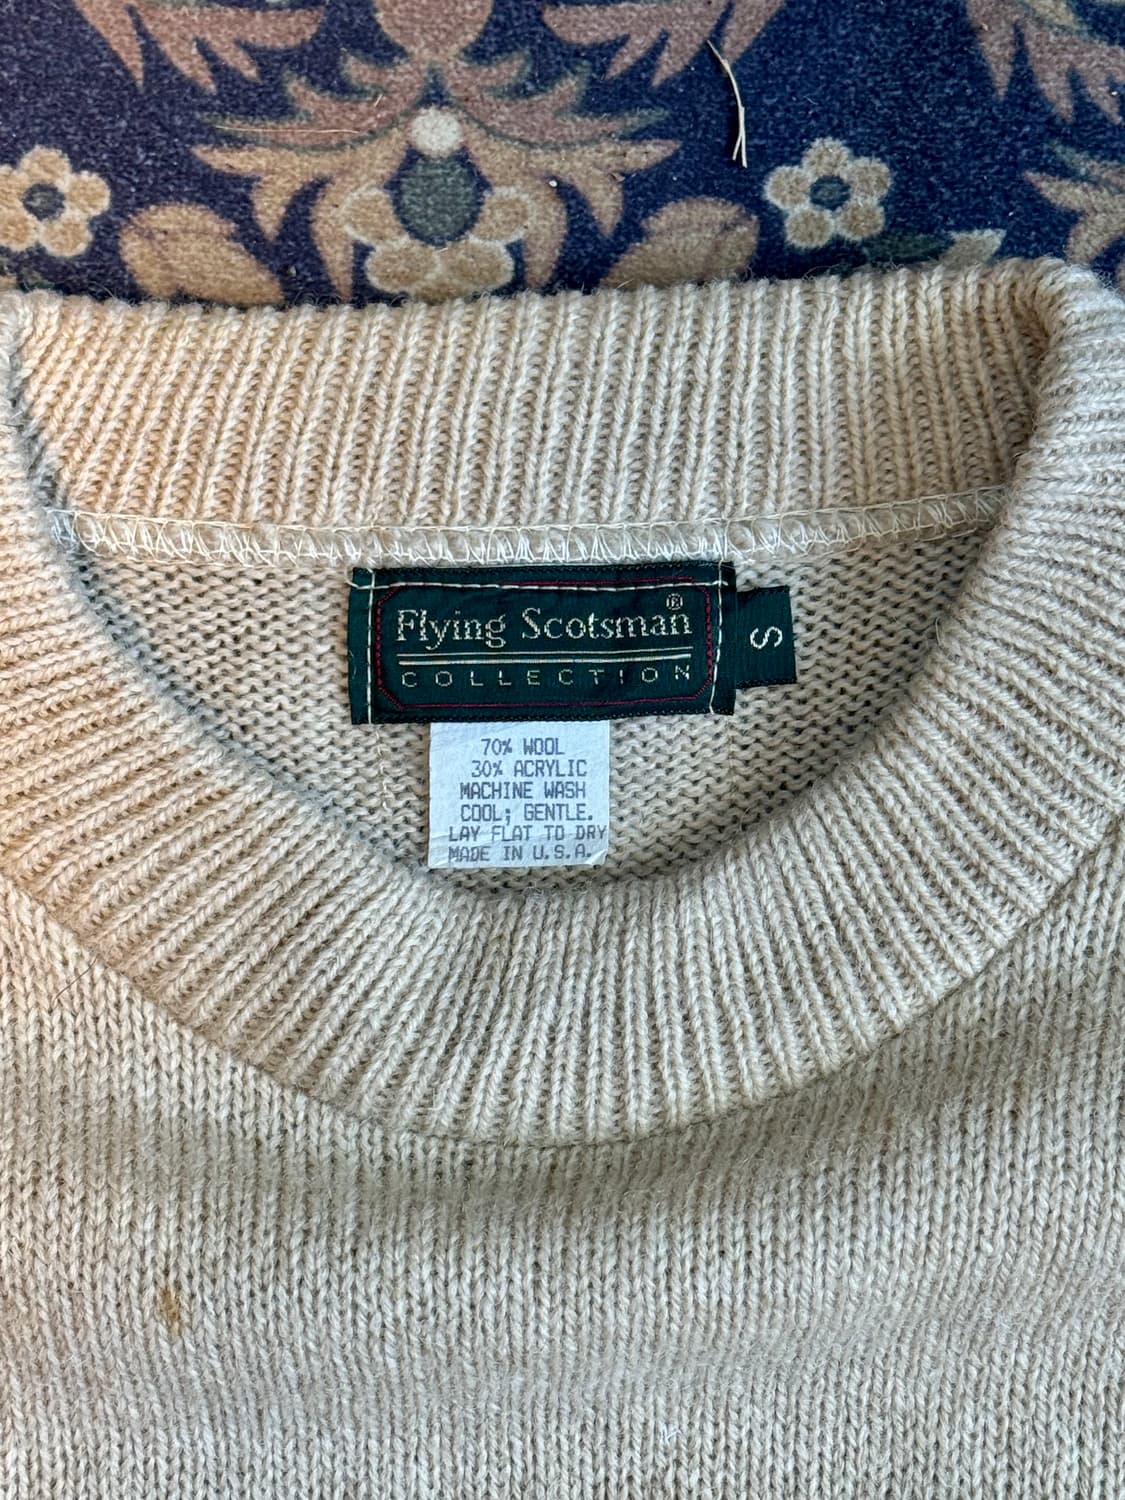 Flying Scotsman®
COLLECTION
S
70% WOOL
30% ACRYLIC
MACHINE WASH
COOL; GENTLE.
LAY FLAT TO DRY
MADE IN U.S.A.